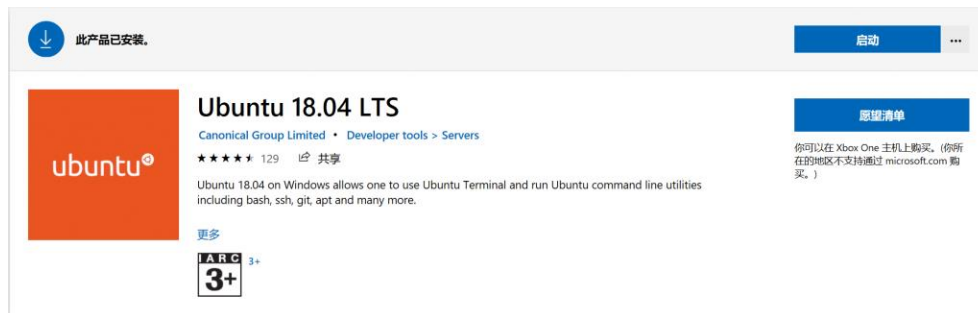 此产品已安装。
启动
...
ubuntu®
Ubuntu 18.04 LTS
Canonical Group Limited • Developer tools > Servers
129 共享
Ubuntu 18.04 on Windows allows one to use Ubuntu Terminal and run Ubuntu command line utilities
including bash, ssh, git, apt and many more.
更多
IARC
3+
3+
愿望清单
你可以在 Xbox One 主机上购买。(你所
在的地区不支持通过 microsoft.com 购
买。)